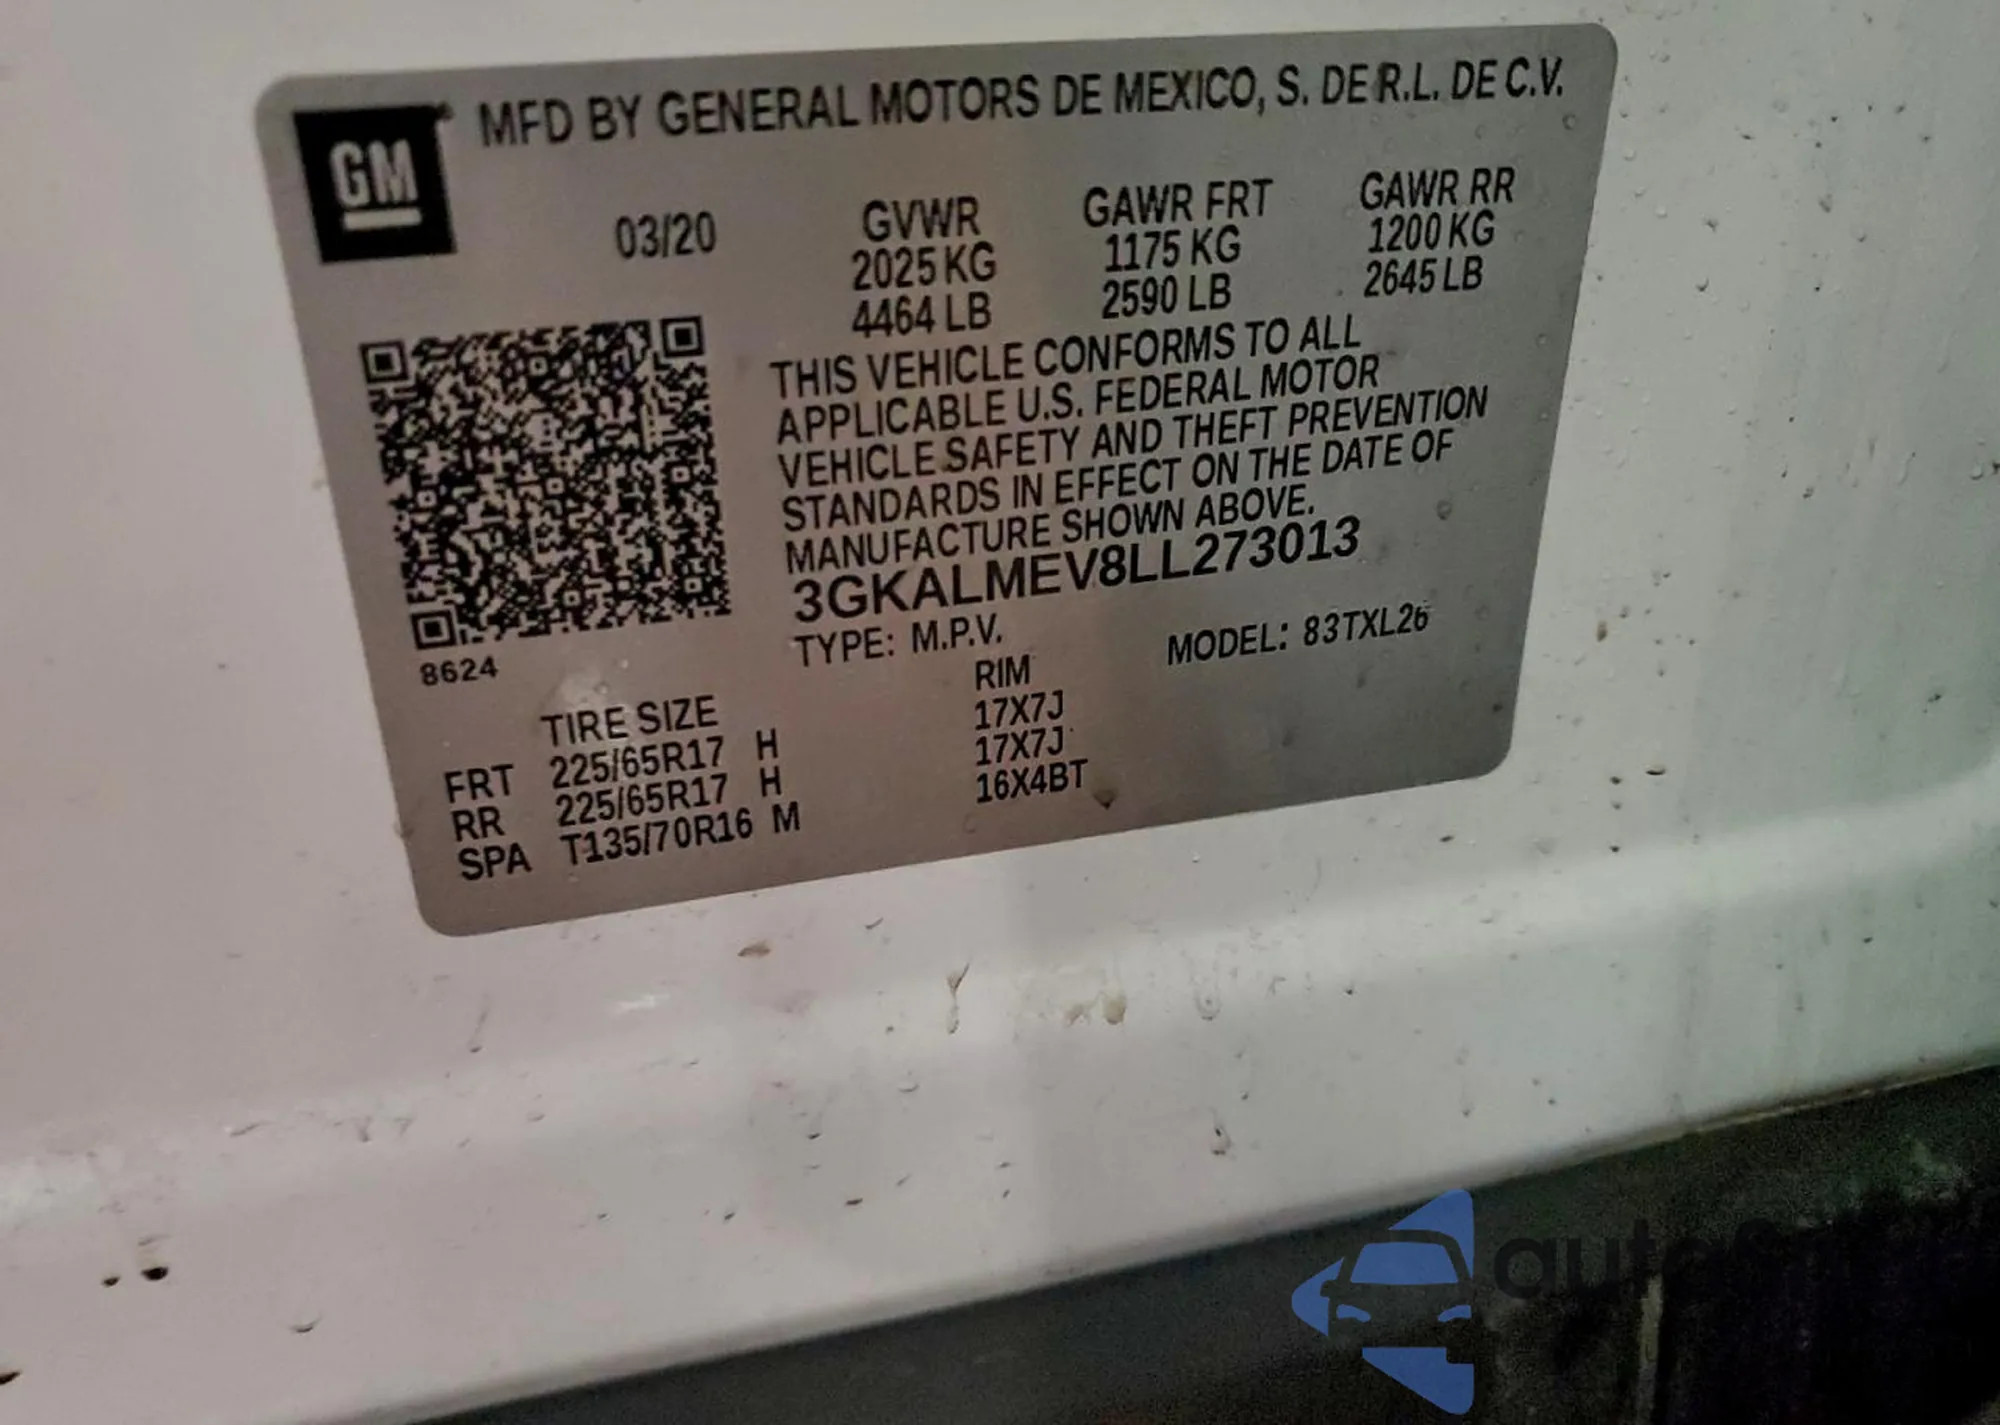 GM
MFD BY GENERAL MOTORS DE MEXICO, S. DE R.L. DE C.V.
03/20
GVWR
2025 KG
4464 LB
GAWR FRT
1175 KG
2590 LB
GAWR RR
1200 KG
2645 LB
THIS VEHICLE CONFORMS TO ALL
APPLICABLE U.S. FEDERAL MOTOR
VEHICLE SAFETY AND THEFT PREVENTION
STANDARDS IN EFFECT ON THE DATE OF
MANUFACTURE SHOWN ABOVE.
3GKALMEV8LL273013
TYPE: M.P.V. MODEL: 83TXL26
8624
TIRE SIZE RIM
FRT 225/65R17 H 17X7J
RR 225/65R17 H 17X7J
SPA T135/70R16 M 16X4BT